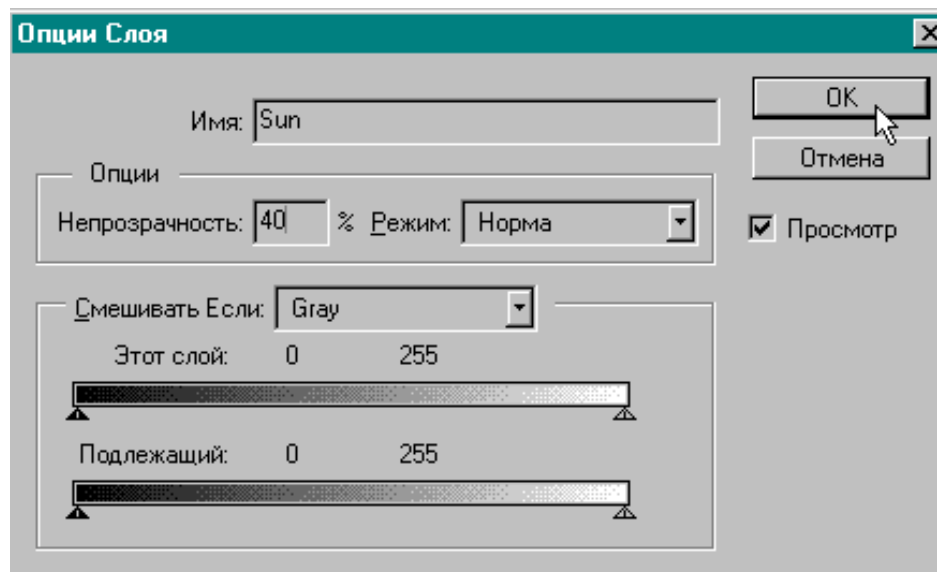 Опции Слоя
Имя: Sun
OK
Отмена
Опции
Непрозрачность: 40 % Режим: Норма
Просмотр
Смешивать Если: Gray
Этот слой: 0 255
Подлежащий: 0 255